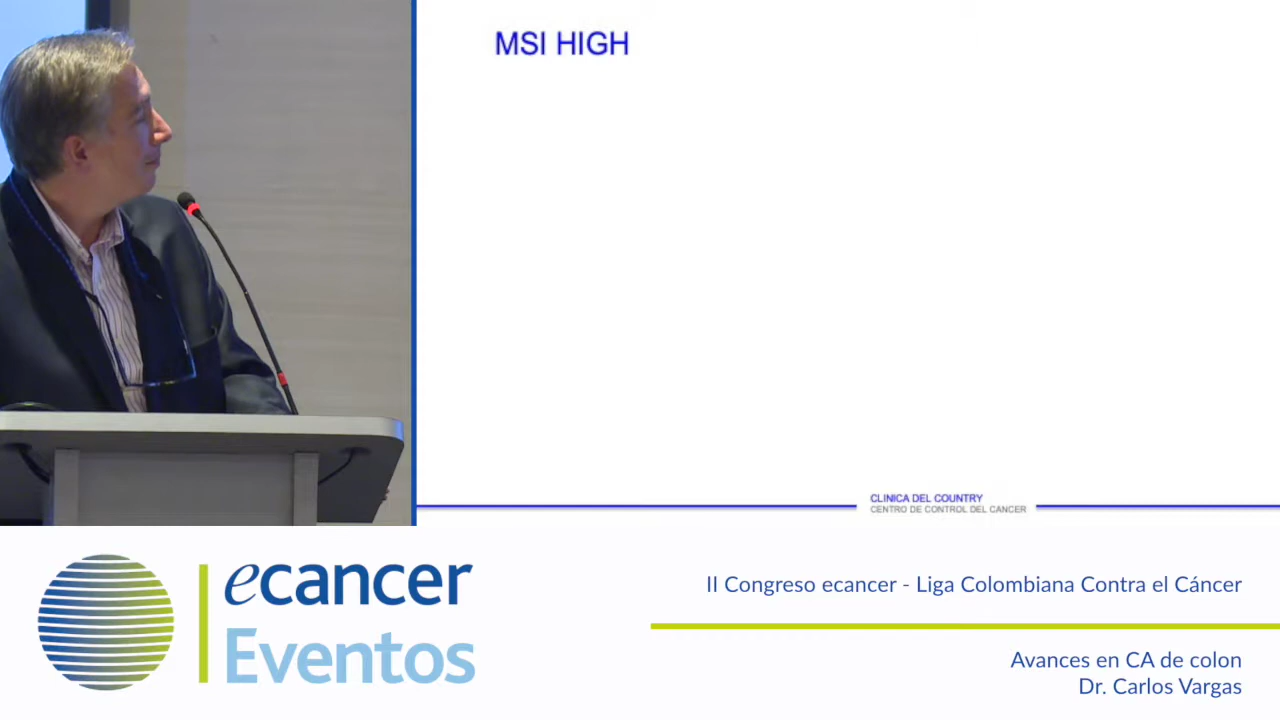 MSI HIGH
CLINICA DEL COUNTRY
CENTRO DE CONTROL DEL CANCER
ecancer
Eventos
II Congreso ecancer - Liga Colombiana Contra el Cáncer
Avances en CA de colon
Dr. Carlos Vargas